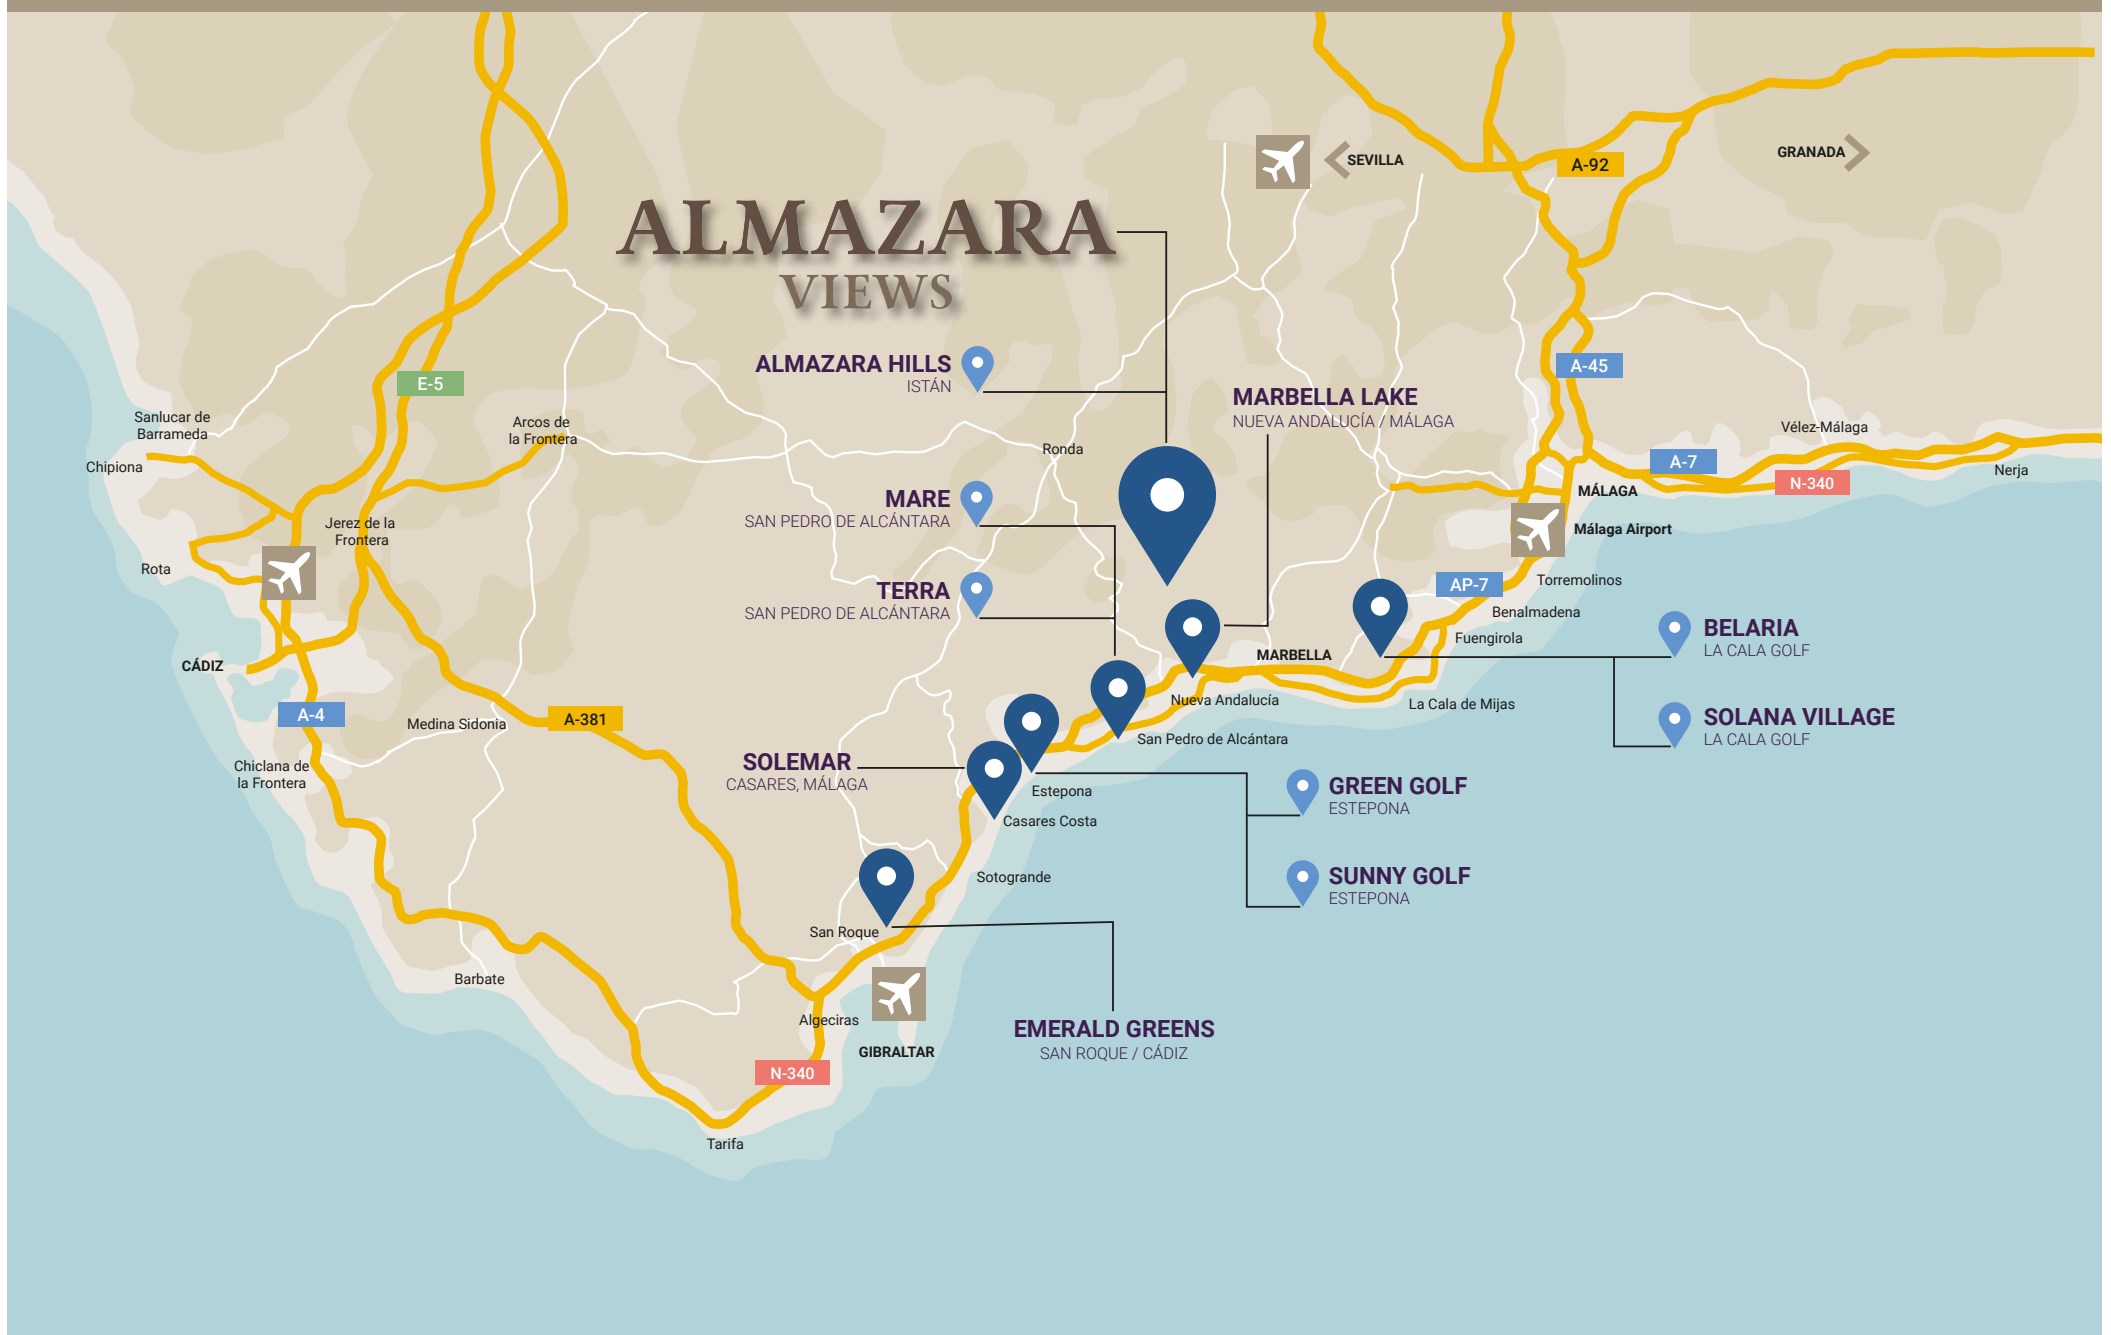 SEVILLA
GRANADA
A-92
ALMAZARA
VIEWS
ALMAZARA HILLS
ISTÁN
E-5
A-45
MARBELLA LAKE
NUEVA ANDALUCÍA / MÁLAGA
Sanlucar de
Barrameda
Arcos de
la Frontera
Ronda
Vélez-Málaga
Chipiona
A-7
Nerja
N-340
MÁLAGA
MARE
SAN PEDRO DE ALCÁNTARA
Jerez de la
Frontera
Málaga Airport
Rota
TERRA
SAN PEDRO DE ALCÁNTARA
AP-7
Torremolinos
Benalmadena
Fuengirola
BELARIA
LA CALA GOLF
CÁDIZ
MARBELLA
Nueva Andalucía
La Cala de Mijas
A-4
Medina Sidonia
A-381
SOLANA VILLAGE
LA CALA GOLF
San Pedro de Alcántara
Chiclana de
la Frontera
SOLEMAR
CASARES, MÁLAGA
Estepona
GREEN GOLF
ESTEPONA
Casares Costa
Sotogrande
SUNNY GOLF
ESTEPONA
San Roque
Barbate
Algeciras
GIBRALTAR
EMERALD GREENS
SAN ROQUE / CÁDIZ
N-340
Tarifa